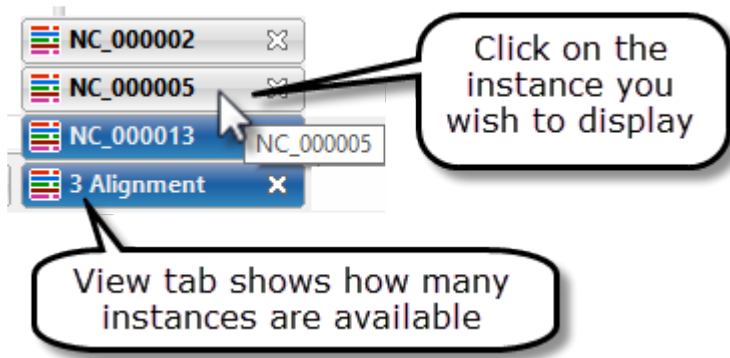 NC_000002
NC_000005
NC_000013
NC_000005
3 Alignment
Click on the
instance you
wish to display
View tab shows how many
instances are available